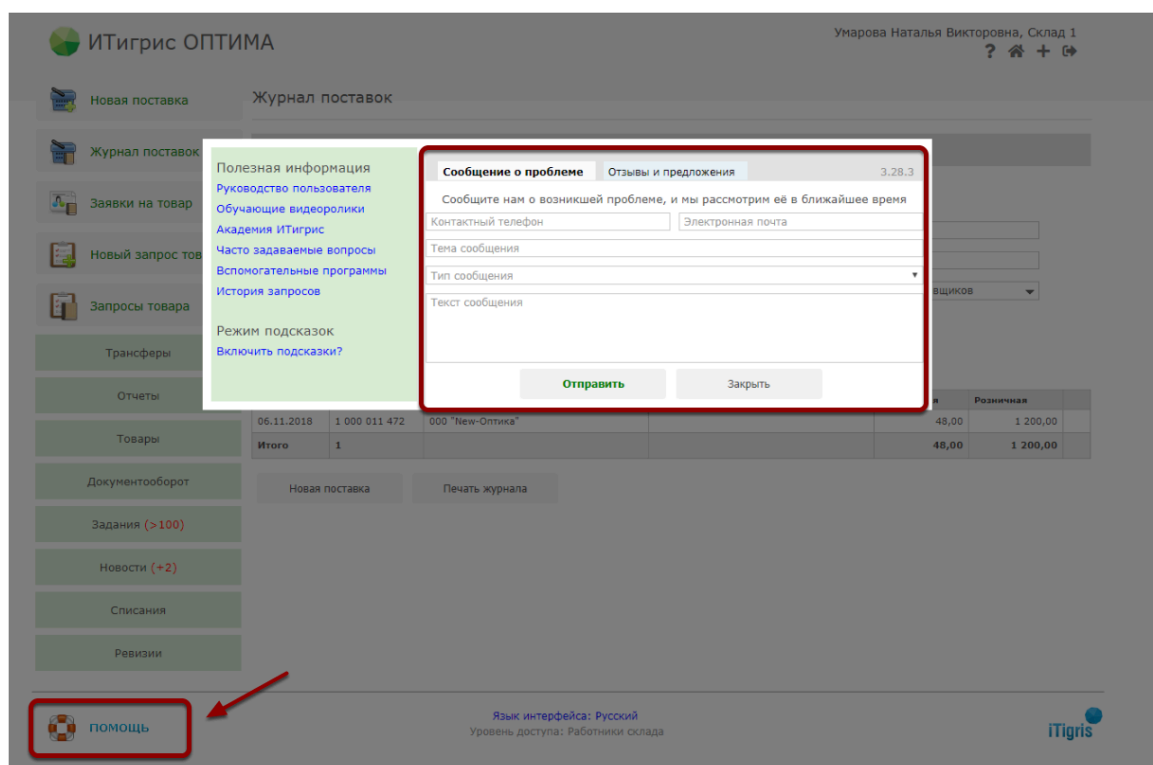 ИТигрис ОПТИМА
Умарова Наталья Викторовна, Склад 1
Новая поставка
Журнал поставок
Журнал поставок
Заявки на товар
Новый запрос тов
Запросы товара
Трансферы
Отчеты
Товары
Документооборот
Задания (>100)
Новости (+2)
Списания
Ревизии
Полезная информация
Руководство пользователя
Обучающие видеоролики
Академия ИТигрис
Часто задаваемые вопросы
Вспомогательные программы
История запросов
Режим подсказок
Включить подсказки?
Сообщение о проблеме Отзывы и предложения 3.28.3
Сообщите нам о возникшей проблеме, и мы рассмотрим её в ближайшее время
Контактный телефон Электронная почта
Тема сообщения
Тип сообщения
Текст сообщения
Отправить Закрыть
вщиков
я Розничная
06.11.2018 1 000 011 472 ООО "New-Оптика" 48,00 1 200,00
Итого 1 48,00 1 200,00
Новая поставка Печать журнала
ПОМОЩЬ
Язык интерфейса: Русский
Уровень доступа: Работники склада
iTigris